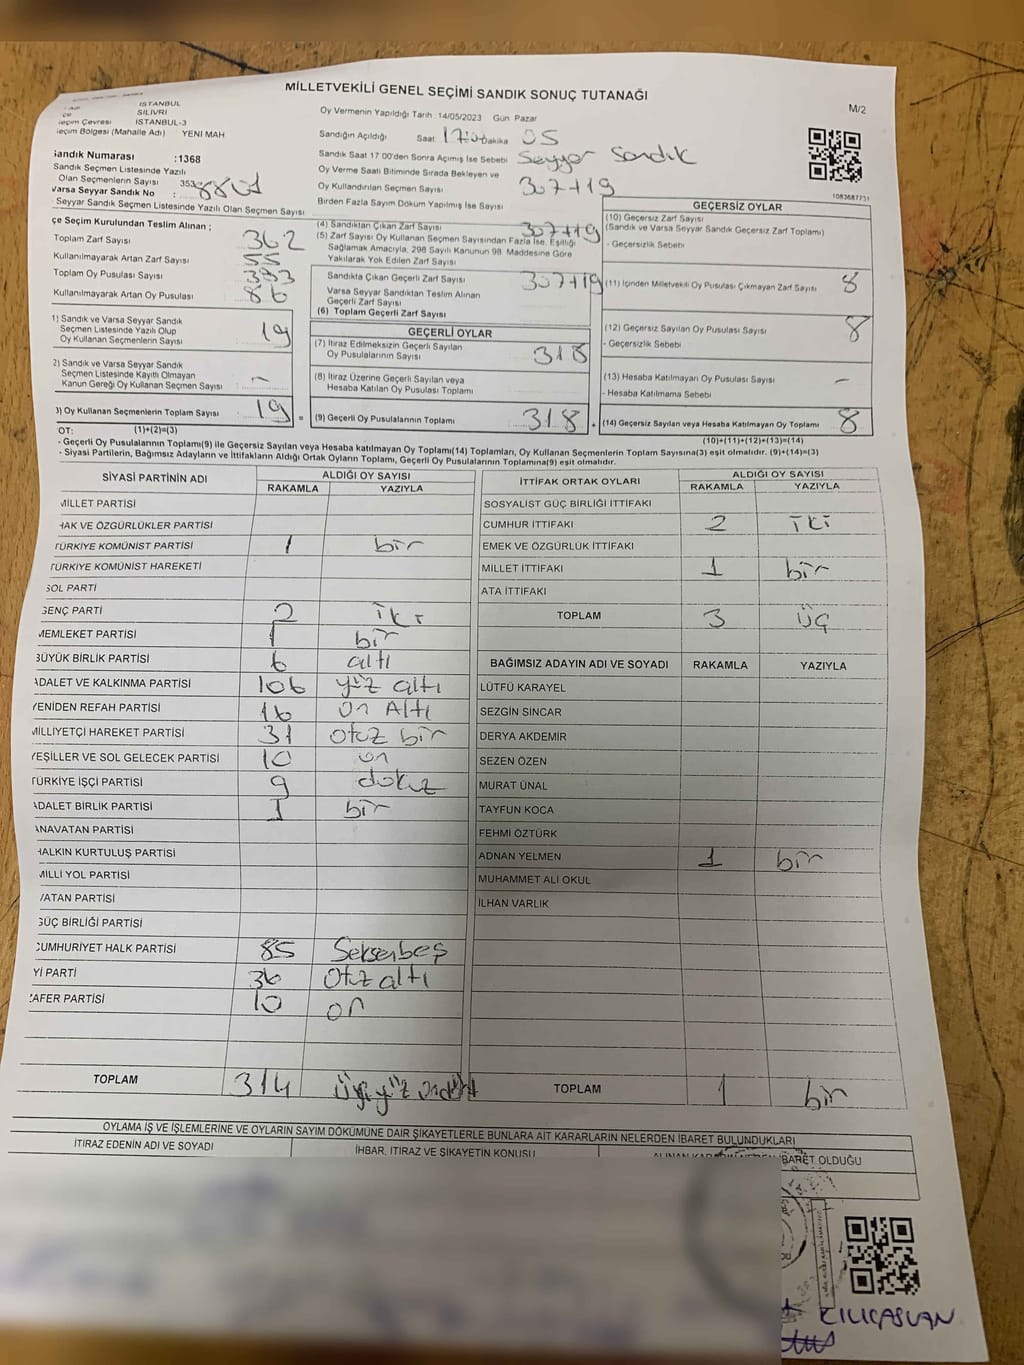 MİLLETVEKİLİ GENEL SEÇİMİ SANDIK SONUÇ TUTANAĞI
M/2
İSTANBUL
SİLİVRİ
eçim Çevresi İSTANBUL-3
eçim Bölgesi (Mahalle Adı) YENİ MAH
Sandık Numarası :1368
Sandık Seçmen Listesinde Yazılı
Olan Seçmenlerin Sayısı 353
Varsa Seyyar Sandık No :
Seyyar Sandık Seçmen Listesinde Yazılı Olan Seçmen Sayısı
Oy Vermenin Yapıldığı Tarih :14/05/2023 Gün Pazar
Sandığın Açıldığı Saat Dakika 05
Sandık Saat 17 00'den Sonra Açımış İse Sebebi Seyyar Sandık
Oy Verme Saati Bitiminde Sırada Bekleyen ve
Oy Kullandırılan Seçmen Sayısı 307+19
Birden Fazla Sayım Döküm Yapılmış İse Sayısı
1083687751
çe Seçim Kurulundan Teslim Alınan ;
Toplam Zarf Sayısı 362
Kullanılmayarak Artan Zarf Sayısı 55
Toplam Oy Pusulası Sayısı 393
Kullanılmayarak Artan Oy Pusulası 86
1) Sandık ve Varsa Seyyar Sandık
Seçmen Listesinde Yazılı Olup
Oy Kullanan Seçmenlerin Sayısı 19
2) Sandık ve Varsa Seyyar Sandık
Seçmen Listesinde Kayıtlı Olmayan
Kanun Gereği Oy Kullanan Seçmen Sayısı : -
3) Oy Kullanan Seçmenlerin Toplam Sayısı 19 =
(1)+(2)=(3)
(4) Sandıktan Çıkan Zarf Sayısı 307+19
(5) Zarf Sayısı Oy Kullanan Seçmen Sayısından Fazla İse, Eşitliği
Sağlamak Amacıyla, 298 Sayılı Kanunun 98. Maddesine Göre
Yakılarak Yok Edilen Zarf Sayısı
Sandıkta Çıkan Geçerli Zarf Sayısı 307+19
Varsa Seyyar Sandıktan Teslim Alınan
Geçerli Zarf Sayısı
(6) Toplam Geçerli Zarf Sayısı
GEÇERLİ OYLAR
(7) İtiraz Edilmeksizin Geçerli Sayılan
Oy Pusulalarının Sayısı 318
(8) İtiraz Üzerine Geçerli Sayılan veya
Hesaba Katılan Oy Pusulası Toplamı
(9) Geçerli Oy Pusulalarının Toplamı 318 +
GEÇERSİZ OYLAR
(10) Geçersiz Zarf Sayısı
(Sandık ve Varsa Seyyar Sandık Geçersiz Zarf Toplamı)
- Geçersizlik Sebebi
(11) İçinden Milletvekili Oy Pusulası Çıkmayan Zarf Sayısı 8
(12) Geçersiz Sayılan Oy Pusulası Sayısı 8
- Geçersizlik Sebebi
(13) Hesaba Katılmayan Oy Pusulası Sayısı -
- Hesaba Katılmama Sebebi
(14) Geçersiz Sayılan veya Hesaba Katılmayan Oy Toplamı 8
(10)+(11)+(12)+(13)=(14)
OT:
- Geçerli Oy Pusulalarının Toplamı(9) ile Geçersiz Sayılan veya Hesaba katılmayan Oy Toplamı(14) Toplamları, Oy Kullanan Seçmenlerin Toplam Sayısına(3) eşit olmalıdır. (9)+(14)=(3)
- Siyasi Partilerin, Bağımsız Adayların ve İttifakların Aldığı Ortak Oyların Toplamı, Geçerli Oy Pusulalarının Toplamına(9) eşit olmalıdır.
SİYASİ PARTİNİN ADI ALDIĞI OY SAYISI
RAKAMLA YAZIYLA
MİLLET PARTİSİ
HAK VE ÖZGÜRLÜKLER PARTİSİ
TÜRKİYE KOMÜNİST PARTİSİ 1 bir
TÜRKİYE KOMÜNİST HAREKETİ
SOL PARTİ
GENÇ PARTİ 2 iki
MEMLEKET PARTİSİ 1 bir
BÜYÜK BİRLİK PARTİSİ 6 altı
ADALET VE KALKINMA PARTİSİ 106 yüz altı
YENİDEN REFAH PARTİSİ 16 on Altı
MİLLİYETÇİ HAREKET PARTİSİ 31 otuz bir
YEŞİLLER VE SOL GELECEK PARTİSİ 10 on
TÜRKİYE İŞÇİ PARTİSİ 9 dokuz
ADALET BİRLİK PARTİSİ 1 bir
ANAVATAN PARTİSİ
HALKIN KURTULUŞ PARTİSİ
MİLLİ YOL PARTİSİ
VATAN PARTİSİ
GÜÇ BİRLİĞİ PARTİSİ
CUMHURİYET HALK PARTİSİ 85 Seksenbeş
Yİ PARTİ 36 Otuz altı
ZAFER PARTİSİ 10 on
TOPLAM 314 Üçyüz ondört
İTTİFAK ORTAK OYLARI ALDIĞI OY SAYISI
RAKAMLA YAZIYLA
SOSYALİST GÜÇ BİRLİĞİ İTTİFAKI
CUMHUR İTTİFAKI 2 iki
EMEK VE ÖZGÜRLÜK İTTİFAKI
MİLLET İTTİFAKI 1 bir
ATA İTTİFAKI
TOPLAM 3 üç
BAĞIMSIZ ADAYIN ADI VE SOYADI RAKAMLA YAZIYLA
LÜTFÜ KARAYEL
SEZGİN SİNCAR
DERYA AKDEMİR
SEZEN ÖZEN
MURAT ÜNAL
TAYFUN KOCA
FEHMİ ÖZTÜRK
ADNAN YELMEN 1 bir
MUHAMMET ALİ OKUL
İLHAN VARLIK
TOPLAM 1 bir
OYLAMA İŞ VE İŞLEMLERİNE VE OYLARIN SAYIM DÖKÜMÜNE DAİR ŞİKAYETLERLE BUNLARA AİT KARARLARIN NELERDEN İBARET BULUNDUKLARI
İTİRAZ EDENİN ADI VE SOYADI İHBAR, İTİRAZ VE ŞİKAYETİN KONUSU İBARET OLDUĞU
KILIÇASLAN